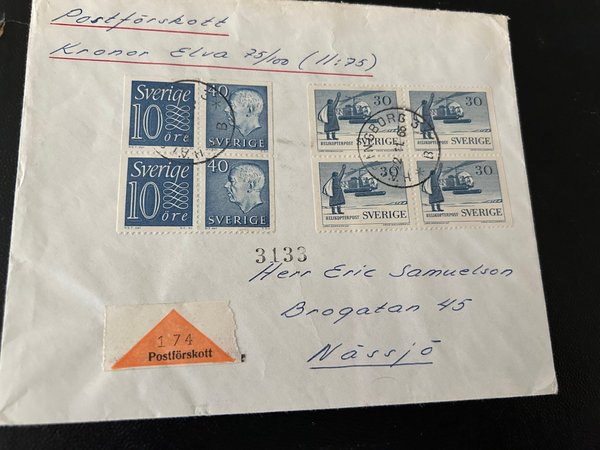 Postförskott
Kronor Elva 75/100 (11:75)
Sverige
10
öre
40
SVERIGE
Sverige
10
öre
40
SVERIGE
30
HELIKOPTERPOST SVERIGE
30
HELIKOPTERPOST SVERIGE
30
HELIKOPTERPOST SVERIGE
30
HELIKOPTERPOST SVERIGE
3133
Herr Eric Samuelson
Brogatan 45
Nässjö
174
Postförskott